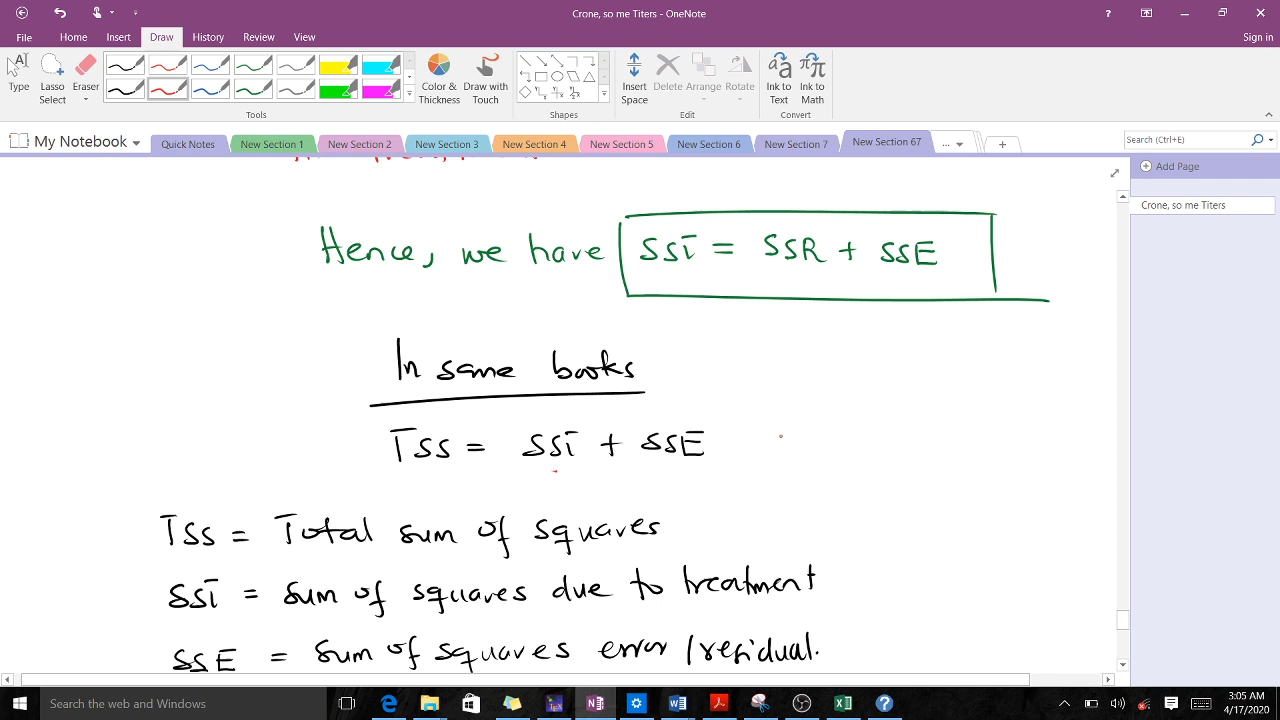 Crone, so me Titers - OneNote
Sign in
File Home Insert Draw History Review View
Type
Lasso Select
Eraser
Color & Thickness
Draw with Touch
Insert Space
Delete
Arrange
Rotate
Ink to Text
Ink to Math
Tools
Shapes
Edit
Convert
My Notebook
Quick Notes
New Section 1
New Section 2
New Section 3
New Section 4
New Section 5
New Section 6
New Section 7
New Section 67
...
Search (Ctrl+E)
Add Page
Crone, so me Titers
Hence, we have SST = SSR + SSE
In same books
TSS = SST + SSE
TSS = Total sum of squares
SST = sum of squares due to treatment
SSE = sum of squares error / residual.
Search the web and Windows
3:05 AM
4/17/2020